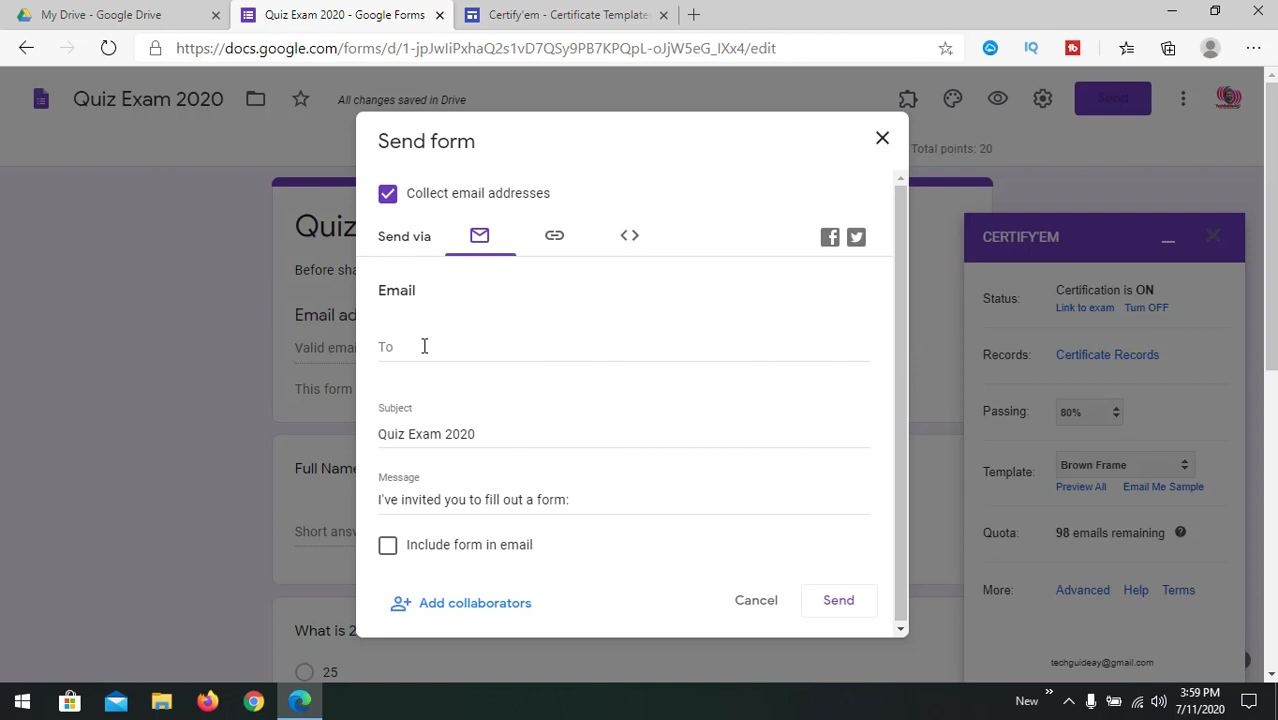 My Drive - Google Drive
Quiz Exam 2020 - Google Forms
Certify'em - Certificate Template
https://docs.google.com/forms/d/1-jpJwIiPxhaQ2s1vD7QSy9PB7KPQpL-oJjW5eG_IXx4/edit
IQ
Quiz Exam 2020
All changes saved in Drive
Send
Total points: 20
Send form
Collect email addresses
Send via
Email
To
Subject
Quiz Exam 2020
Message
I've invited you to fill out a form:
Include form in email
Add collaborators
Cancel
Send
Quiz
Before sha
Email ad
Valid emai
This form
Full Name
Short answ
What is 2
25
CERTIFY'EM
Status:
Certification is ON
Link to exam Turn OFF
Records:
Certificate Records
Passing:
80%
Template:
Brown Frame
Preview All Email Me Sample
Quota:
98 emails remaining
More:
Advanced Help Terms
techguideay@gmail.com
New
3:59 PM
7/11/2020